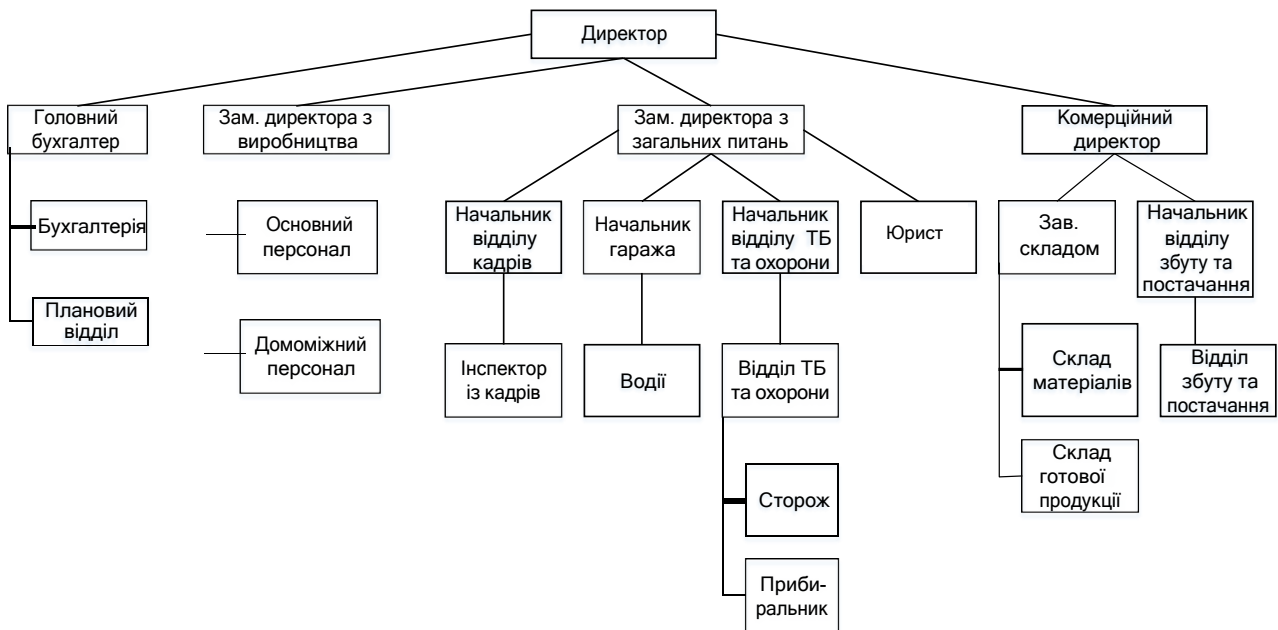 Директор
Головний
бухгалтер
Зам. директора з
виробництва
Зам. директора з
загальних питань
Комерційний
директор
Бухгалтерія
Основний
персонал
Начальник
відділу
кадрів
Начальник
гаража
Начальник
відділу ТБ
та охорони
Юрист
Зав.
складом
Начальник
відділу
збуту та
постачання
Плановий
відділ
Домоміжний
персонал
Інспектор
із кадрів
Водії
Відділ ТБ
та охорони
Склад
матеріалів
Відділ
збуту та
постачання
Сторож
Склад
готової
продукції
Приби-
ральник